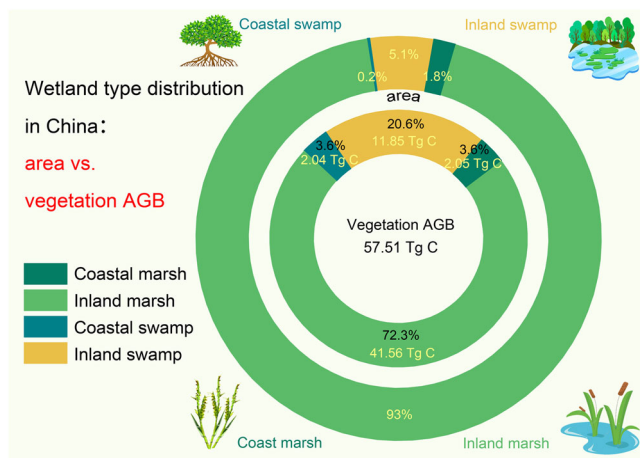 Coastal swamp
Inland swamp
Wetland type distribution
in China:
area vs.
vegetation AGB
5.1%
0.2%
1.8%
area
20.6%
11.85 Tg C
3.6%
2.04 Tg C
3.6%
2.05 Tg C
Vegetation AGB
57.51 Tg C
Coastal marsh
Inland marsh
Coastal swamp
Inland swamp
72.3%
41.56 Tg C
93%
Coast marsh
Inland marsh